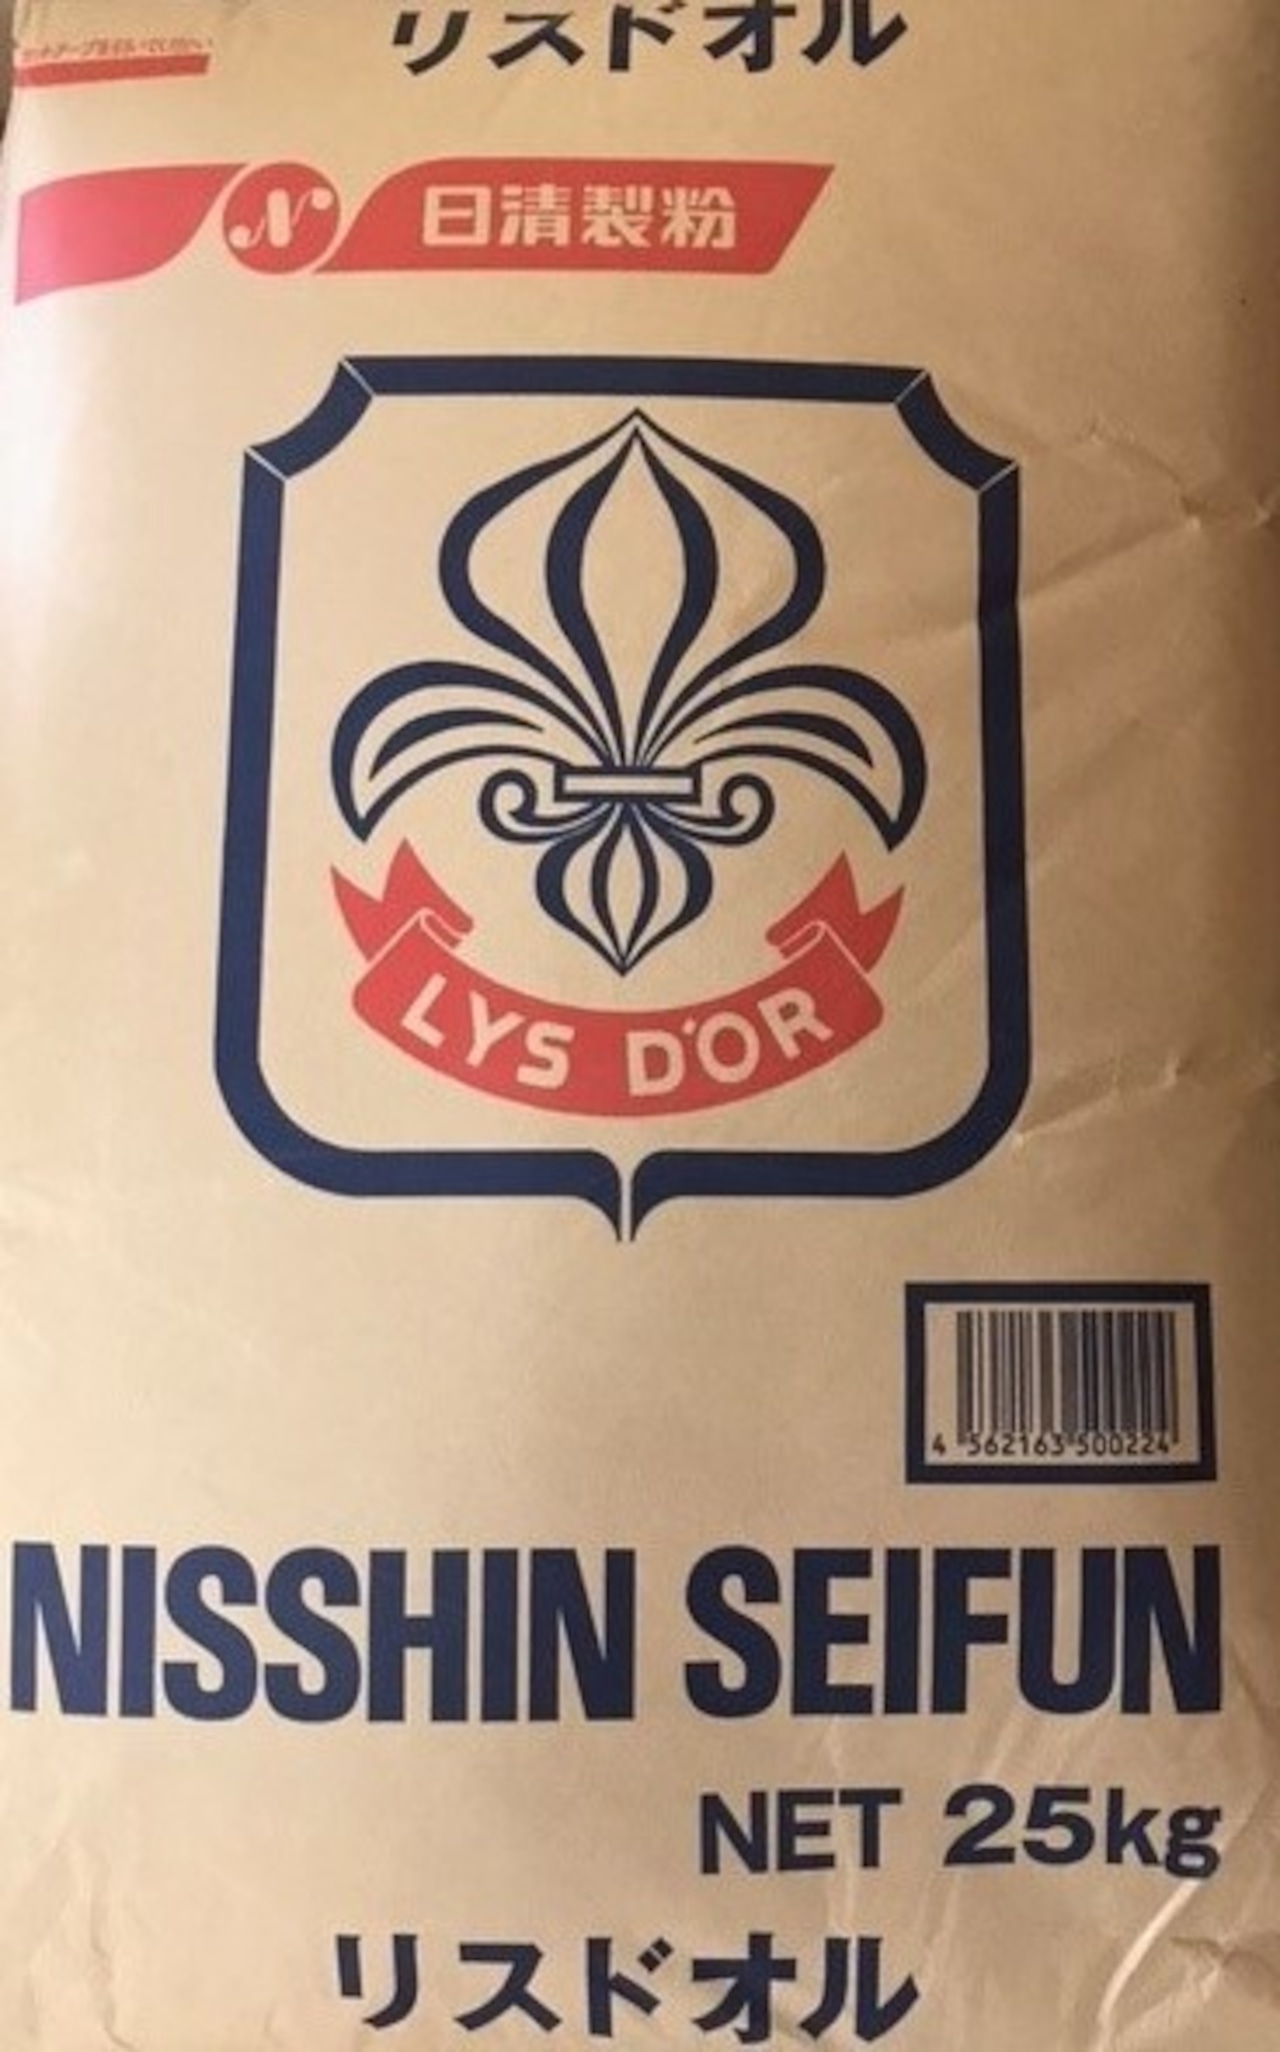 リスドオル
N 日清製粉
LYS D'OR
4 562163 500224
NISSHIN SEIFUN
NET 25kg
リスドオル